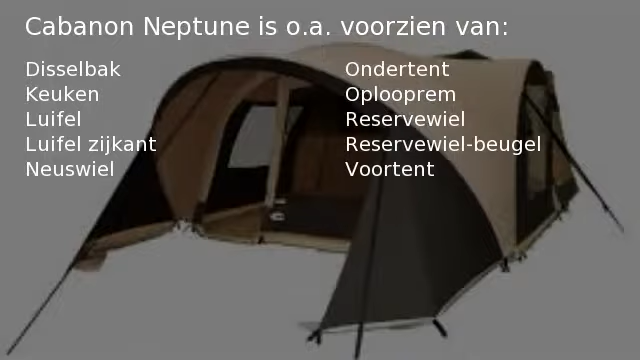 Cabanon Neptune is o.a. voorzien van:
Disselbak
Keuken
Luifel
Luifel zijkant
Neuswiel
Ondertent
Oplooprem
Reservewiel
Reservewiel-beugel
Voortent